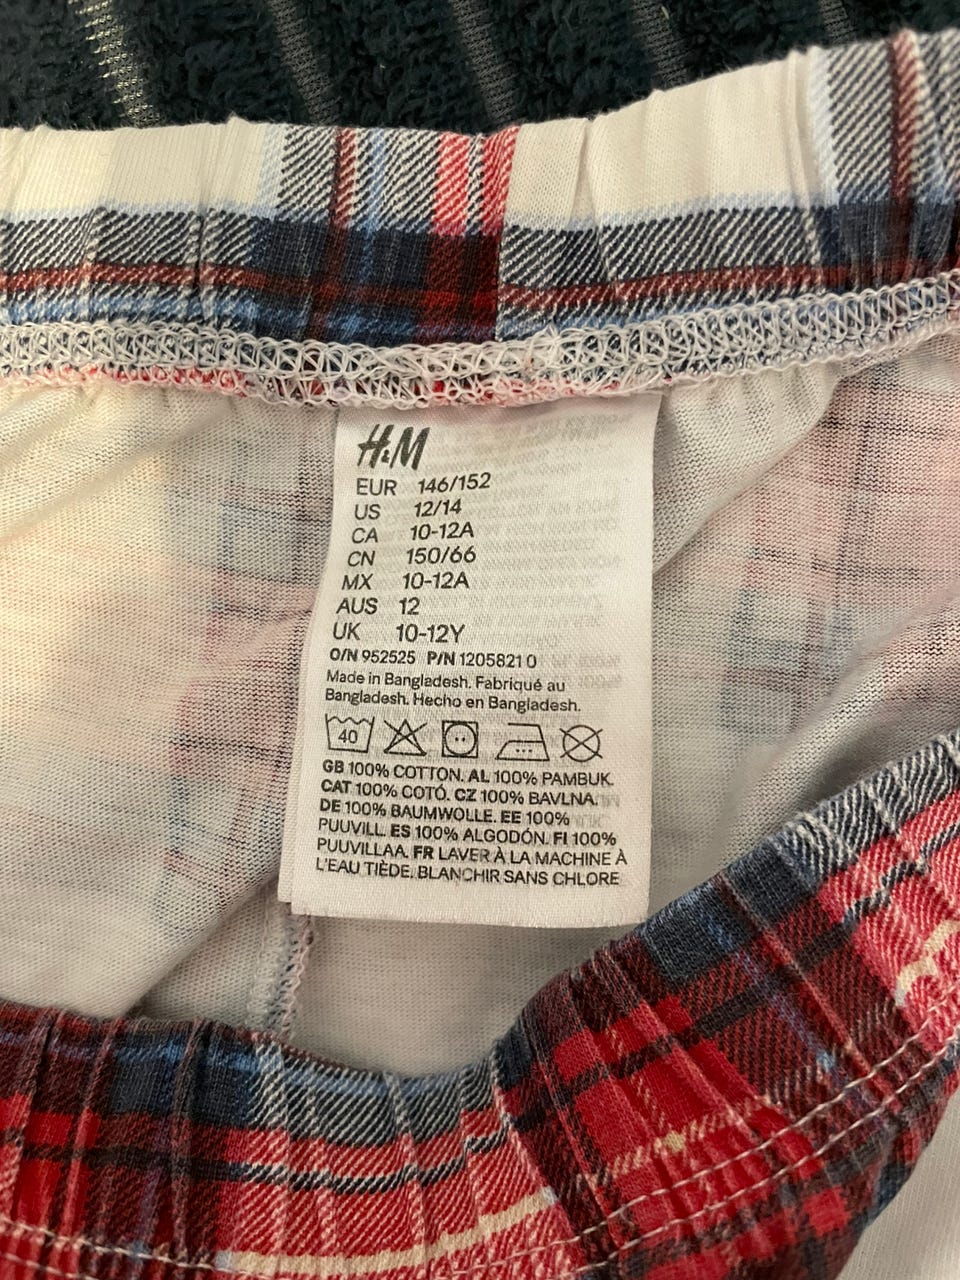 H&M
EUR 146/152
US 12/14
CA 10-12A
CN 150/66
MX 10-12A
AUS 12
UK 10-12Y
O/N 952525 P/N 1205821 0
Made in Bangladesh. Fabriqué au
Bangladesh. Hecho en Bangladesh.
40
GB 100% COTTON. AL 100% PAMBUK.
CAT 100% COTÓ. CZ 100% BAVLNA.
DE 100% BAUMWOLLE. EE 100%
PUUVILL. ES 100% ALGODÓN. FI 100%
PUUVILLAA. FR LAVER À LA MACHINE À
L'EAU TIÈDE. BLANCHIR SANS CHLORE